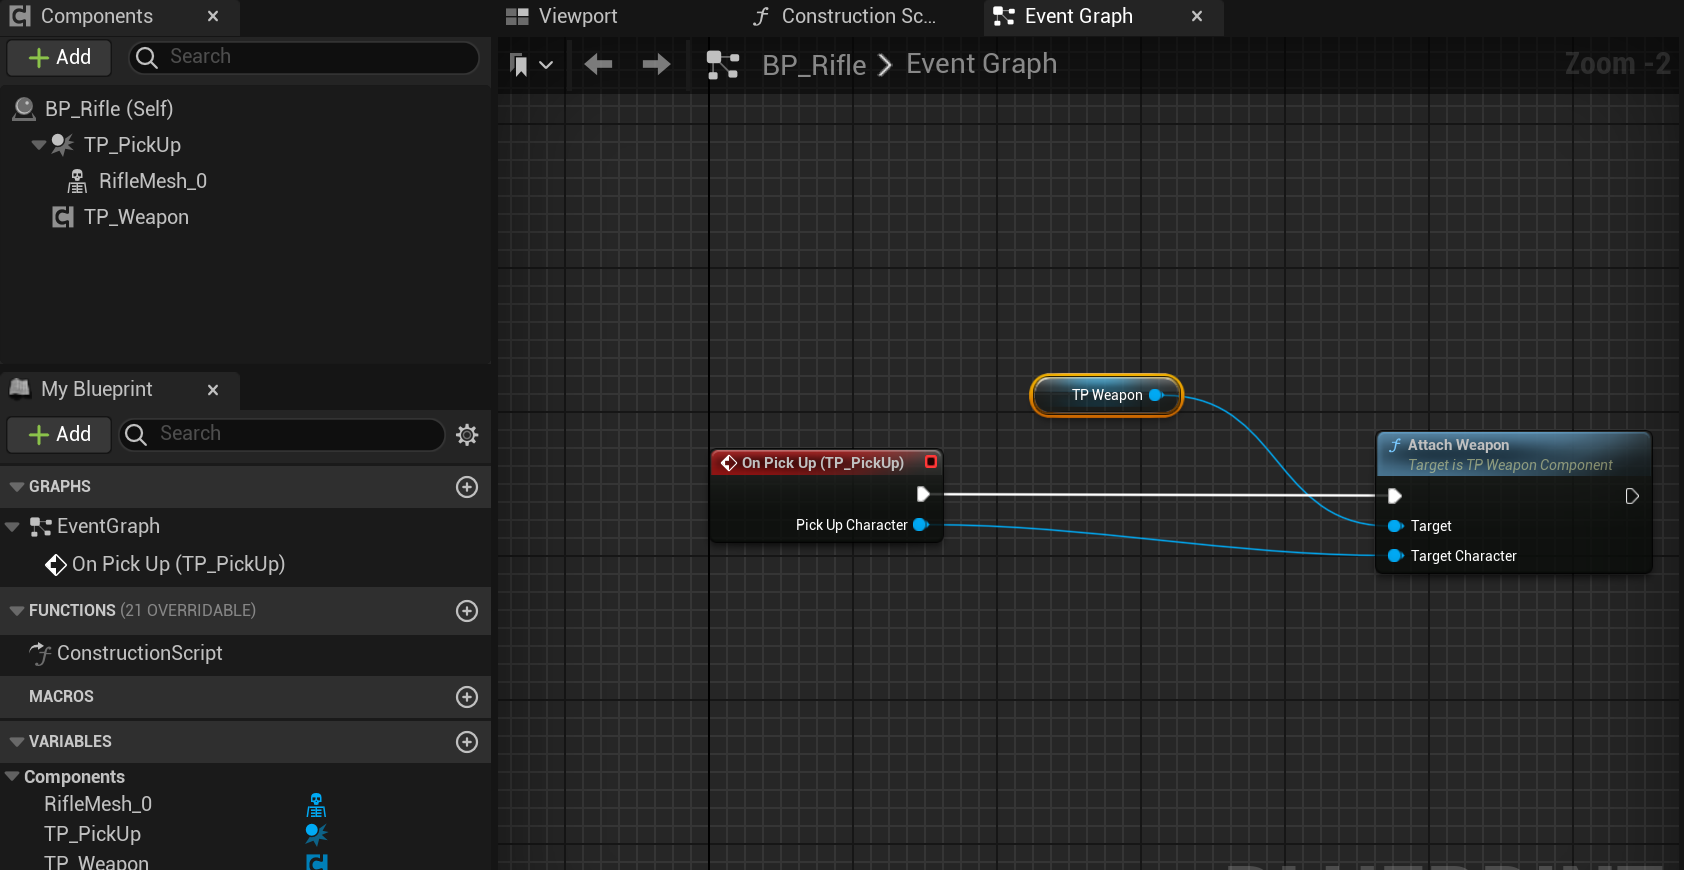 Components
Add
Search
BP_Rifle (Self)
TP_PickUp
RifleMesh_0
TP_Weapon
My Blueprint
Add
Search
GRAPHS
EventGraph
On Pick Up (TP_PickUp)
FUNCTIONS (21 OVERRIDABLE)
ConstructionScript
MACROS
VARIABLES
Components
RifleMesh_0
TP_PickUp
TP_Weapon
Viewport
Construction Sc...
Event Graph
BP_Rifle > Event Graph
Zoom -2
TP Weapon
On Pick Up (TP_PickUp)
Pick Up Character
Attach Weapon
Target is TP Weapon Component
Target
Target Character